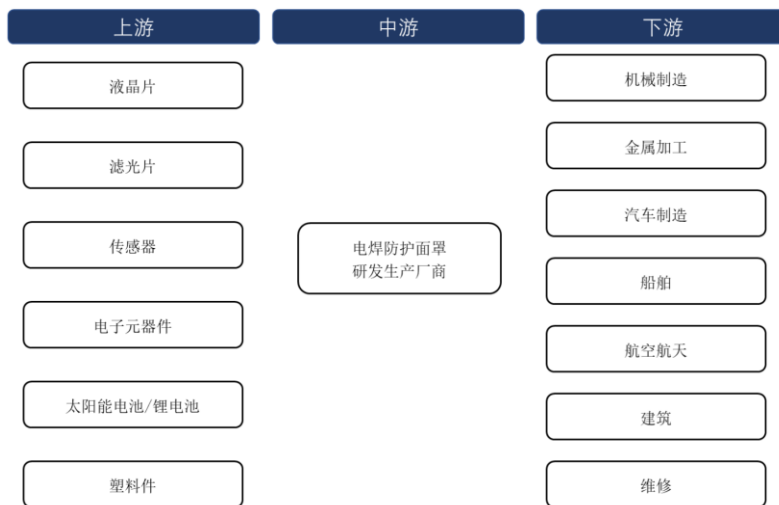 上游
液晶片
滤光片
传感器
电子元器件
太阳能电池/锂电池
塑料件
中游
电焊防护面罩
研发生产厂商
下游
机械制造
金属加工
汽车制造
船舶
航空航天
建筑
维修